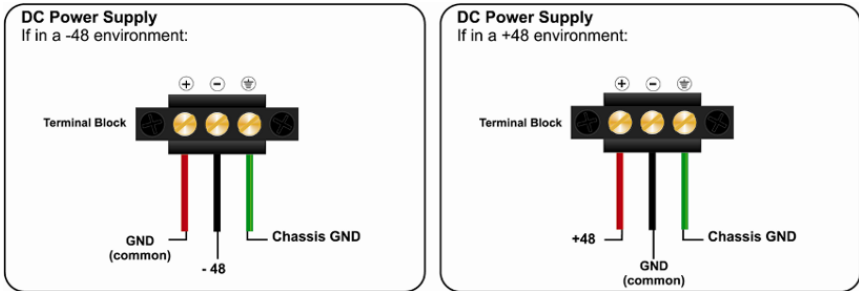 DC Power Supply
If in a -48 environment:
+ −
Terminal Block
GND
(common)
- 48
Chassis GND
DC Power Supply
If in a +48 environment:
+ −
Terminal Block
+48
GND
(common)
Chassis GND